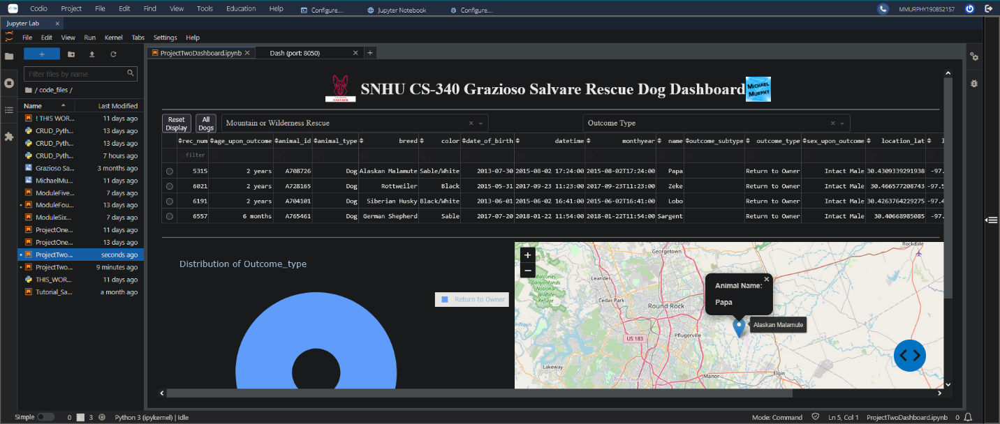 Codio Project File Edit Find View Tools Education Help Configure.... Jupyter Notebook Configure.... MMURPHY190852157
Jupyter Lab
File Edit View Run Kernel Tabs Settings Help
ProjectTwoDashboard.ipynb Dash (port: 8050)
Filter files by name
/ code_files /
Name Last Modified
! THIS WOR... 11 days ago
CRUD_Pyth... 13 days ago
CRUD_Pyth... 13 days ago
CRUD_Pyth... 7 hours ago
Grazioso Sa... 3 months ago
MichaelMu... 11 days ago
ModuleFive... 7 days ago
ModuleFou... 13 days ago
ModuleSix... 7 days ago
ProjectOne... 11 days ago
ProjectOne... 13 days ago
ProjectTwo... seconds ago
ProjectTwo... 9 minutes ago
THIS_WOR... 11 days ago
Tutorial_Sa... a month ago
SALVARE
SNHU CS-340 Grazioso Salvare Rescue Dog Dashboard
MICHAEL
MURPHY
Reset
Display
All
Dogs
Mountain or Wilderness Rescue
Outcome Type
rec_num age_upon_outcome animal_id animal_type breed color date_of_birth datetime monthyear name outcome_subtype outcome_type sex_upon_outcome location_lat l
filter
5315 2 years A708726 Dog Alaskan Malamute Sable/White 2013-07-30 2015-08-02 17:24:00 2015-08-02T17:24:00 Papa Return to Owner Intact Male 30.4309339291938 -97.
6021 2 years A728165 Dog Rottweiler Black 2015-05-31 2017-09-23 11:23:00 2017-09-23T11:23:00 Zeke Return to Owner Intact Male 30.466577208743 -97.5
6191 2 years A704101 Dog Siberian Husky Black/White 2013-06-01 2015-06-02 16:41:00 2015-06-02T16:41:00 Lobo Return to Owner Intact Male 30.4263764229275 -97.4
6557 6 months A765461 Dog German Shepherd Sable 2017-07-20 2018-01-22 11:54:00 2018-01-22T11:54:00 Sargent Return to Owner Intact Male 30.40668985085 -97.
Distribution of Outcome_type
Return to Owner
+
−
Georgetown
Rockdale
Leander
Balcones
Canyonlands
National
Wildlife
Refuge
Cedar Park
Round Rock
Animal Name:
Papa
Alaskan Malamute
US 183
Pflugerville
Lakeway
Manor
Elgin
Travis County
Simple 0 3 Python 3 (ipykernel) | Idle Mode: Command Ln 5, Col 1 ProjectTwoDashboard.ipynb 0